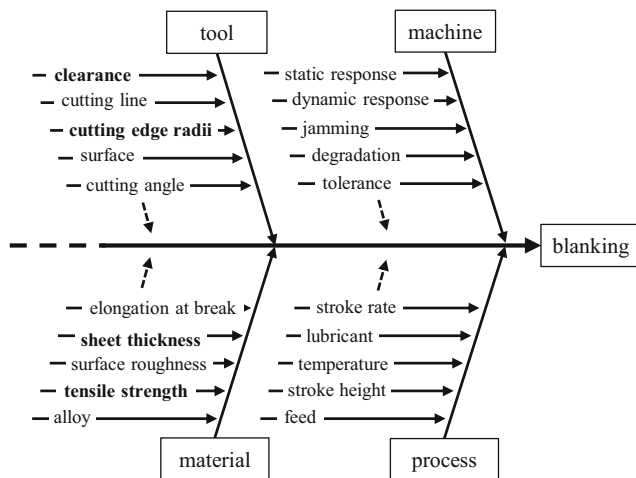 tool
clearance
cutting line
cutting edge radii
surface
cutting angle
machine
static response
dynamic response
jamming
degradation
tolerance
blanking
elongation at break
sheet thickness
surface roughness
tensile strength
alloy
material
stroke rate
lubricant
temperature
stroke height
feed
process